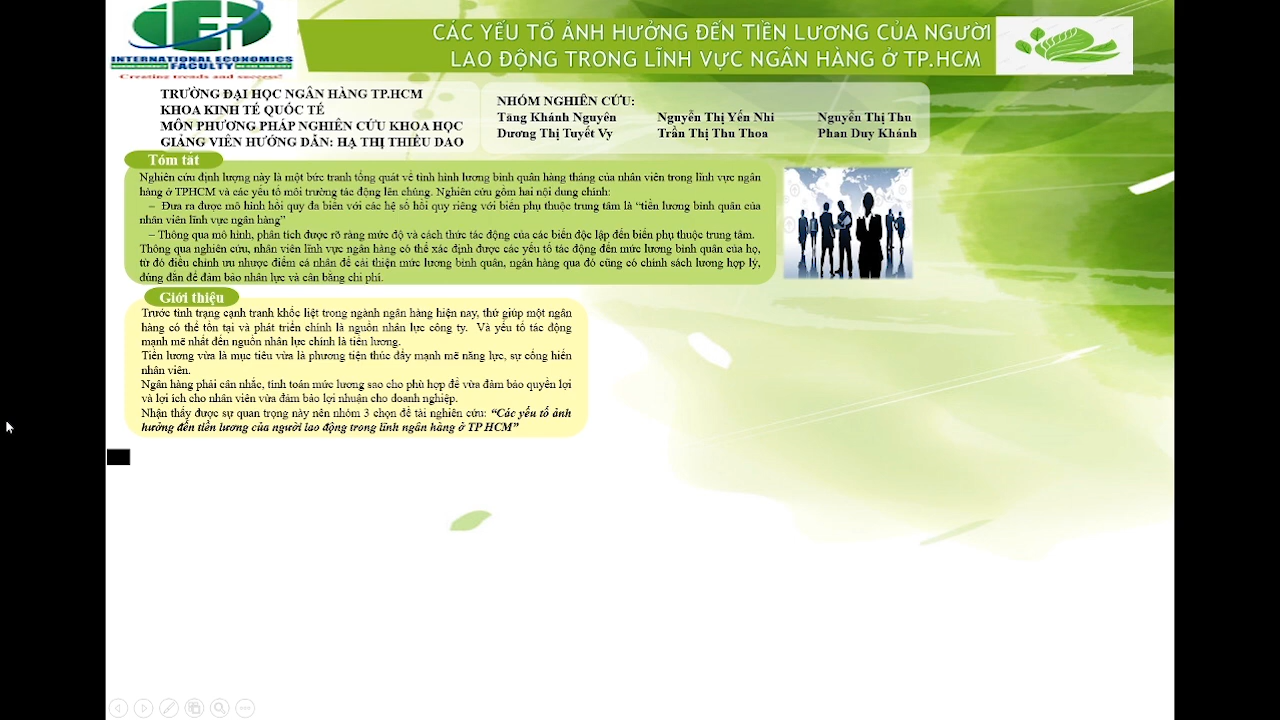 IEF
INTERNATIONAL ECONOMICS
FACULTY
Creating trends and success!
CÁC YẾU TỐ ẢNH HƯỞNG ĐẾN TIỀN LƯƠNG CỦA NGƯỜI
LAO ĐỘNG TRONG LĨNH VỰC NGÂN HÀNG Ở TP.HCM
TRƯỜNG ĐẠI HỌC NGÂN HÀNG TP.HCM
KHOA KINH TẾ QUỐC TẾ
MÔN PHƯƠNG PHÁP NGHIÊN CỨU KHOA HỌC
GIẢNG VIÊN HƯỚNG DẪN: HẠ THỊ THIỀU DAO
NHÓM NGHIÊN CỨU:
Tăng Khánh Nguyên Nguyễn Thị Yến Nhi Nguyễn Thị Thu
Dương Thị Tuyết Vy Trần Thị Thu Thoa Phan Duy Khánh
Tóm tắt
Nghiên cứu định lượng này là một bức tranh tổng quát về tình hình lương bình quân hàng tháng của nhân viên trong lĩnh vực ngân
hàng ở TPHCM và các yếu tố môi trường tác động lên chúng. Nghiên cứu gồm hai nội dung chính:
– Đưa ra được mô hình hồi quy đa biến với các hệ số hồi quy riêng với biến phụ thuộc trung tâm là “tiền lương bình quân của
nhân viên lĩnh vực ngân hàng”
– Thông qua mô hình, phân tích được rõ ràng mức độ và cách thức tác động của các biến độc lập đến biến phụ thuộc trung tâm.
Thông qua nghiên cứu, nhân viên lĩnh vực ngân hàng có thể xác định được các yếu tố tác động đến mức lương bình quân của họ,
từ đó điều chỉnh ưu nhược điểm cá nhân để cải thiện mức lương bình quân, ngân hàng qua đó cũng có chính sách lương hợp lý,
đúng đắn để đảm bảo nhân lực và cân bằng chi phí.
Giới thiệu
Trước tình trạng cạnh tranh khốc liệt trong ngành ngân hàng hiện nay, thứ giúp một ngân
hàng có thể tồn tại và phát triển chính là nguồn nhân lực công ty. Và yếu tố tác động
mạnh mẽ nhất đến nguồn nhân lực chính là tiền lương.
Tiền lương vừa là mục tiêu vừa là phương tiện thúc đẩy mạnh mẽ năng lực, sự cống hiến
nhân viên.
Ngân hàng phải cân nhắc, tính toán mức lương sao cho phù hợp để vừa đảm bảo quyền lợi
và lợi ích cho nhân viên vừa đảm bảo lợi nhuận cho doanh nghiệp.
Nhận thấy được sự quan trọng này nên nhóm 3 chọn đề tài nghiên cứu: “Các yếu tố ảnh
hưởng đến tiền lương của người lao động trong lĩnh ngân hàng ở TP HCM”